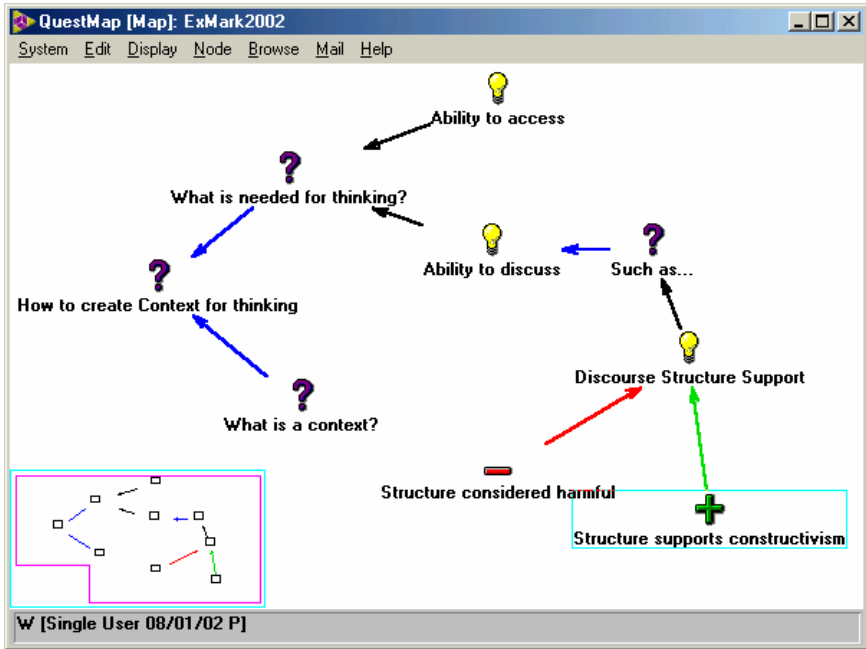 QuestMap [Map]: ExMark2002
System Edit Display Node Browse Mail Help
Ability to access
What is needed for thinking?
Ability to discuss
Such as...
How to create Context for thinking
Discourse Structure Support
What is a context?
Structure considered harmful
Structure supports constructivism
W [Single User 08/01/02 P]